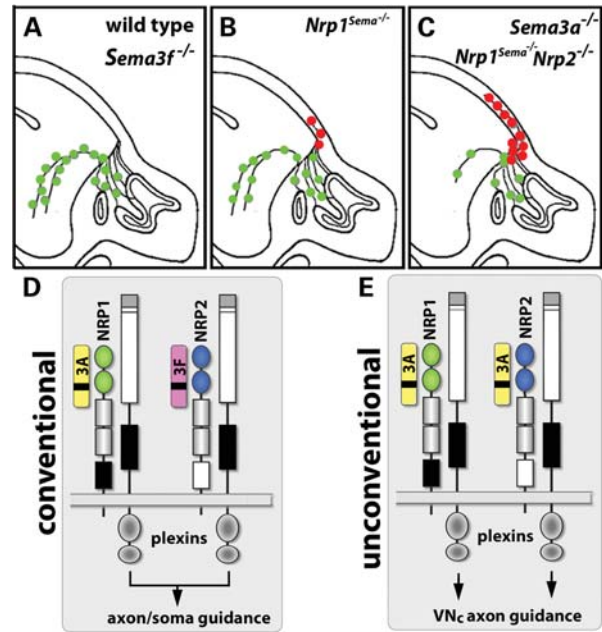 A wild type
Sema3f-/-
B Nrp1Sema-/-
C Sema3a-/-
Nrp1Sema-/-Nrp2-/-
D
conventional
3A
NRP1
3F
NRP2
plexins
axon/soma guidance
E
unconventional
3A
NRP1
3A
NRP2
plexins
VNc axon guidance